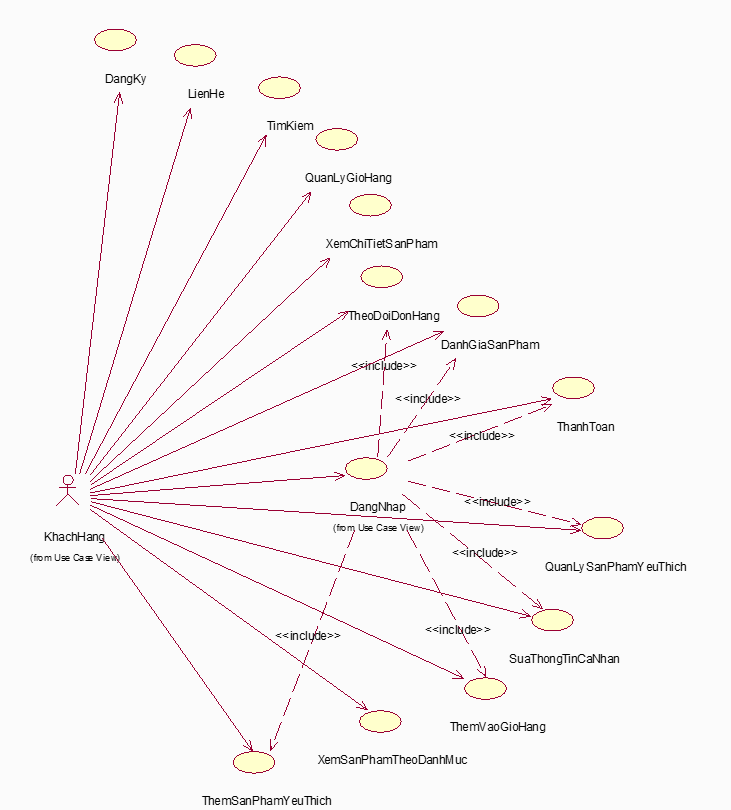 DangKy
LienHe
TimKiem
QuanLyGioHang
XemChiTietSanPham
TheoDoiDonHang
DanhGiaSanPham
<<include>>
<<include>>
ThanhToan
<<include>>
<<include>>
DangNhap
(from Use Case View)
KhachHang
(from Use Case View)
<<include>>
QuanLySanPhamYeuThich
<<include>>
<<include>>
SuaThongTinCaNhan
ThemVaoGioHang
XemSanPhamTheoDanhMuc
ThemSanPhamYeuThich